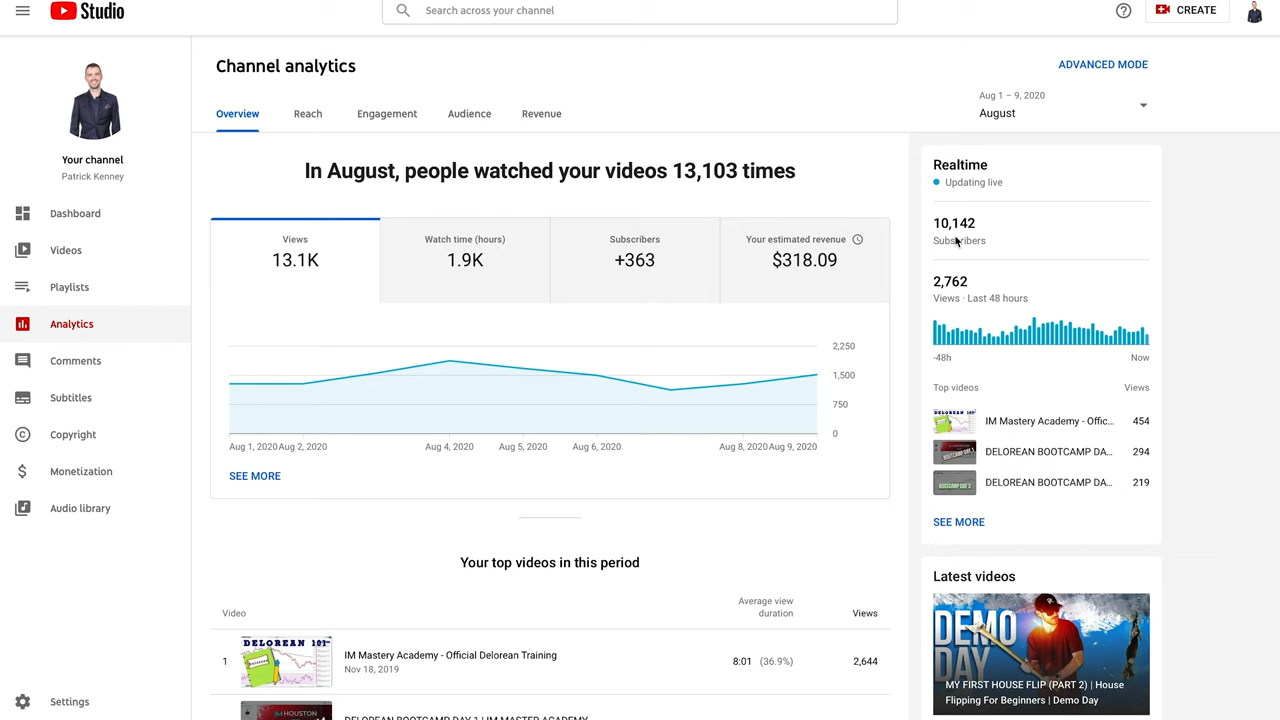 Studio
Search across your channel
CREATE
Your channel
Patrick Kenney
Dashboard
Videos
Playlists
Analytics
Comments
Subtitles
Copyright
Monetization
Audio library
Settings
Channel analytics
ADVANCED MODE
Overview
Reach
Engagement
Audience
Revenue
Aug 1 – 9, 2020
August
In August, people watched your videos 13,103 times
Views
13.1K
Watch time (hours)
1.9K
Subscribers
+363
Your estimated revenue
$318.09
2,250
1,500
750
0
Aug 1, 2020
Aug 2, 2020
Aug 4, 2020
Aug 5, 2020
Aug 6, 2020
Aug 8, 2020
Aug 9, 2020
SEE MORE
Your top videos in this period
Video
Average view
duration
Views
1
DELOREAN 101
IM Mastery Academy - Official Delorean Training
Nov 18, 2019
8:01 (36.9%)
2,644
DELOREAN BOOTCAMP DAY 1 | IM MASTERY ACADEMY
Realtime
Updating live
10,142
Subscribers
2,762
Views · Last 48 hours
-48h
Now
Top videos
Views
IM Mastery Academy - Offic...
454
DELOREAN BOOTCAMP DA...
294
DELOREAN BOOTCAMP DA...
219
SEE MORE
Latest videos
DEMO
DAY
MY FIRST HOUSE FLIP (PART 2) | House
Flipping For Beginners | Demo Day